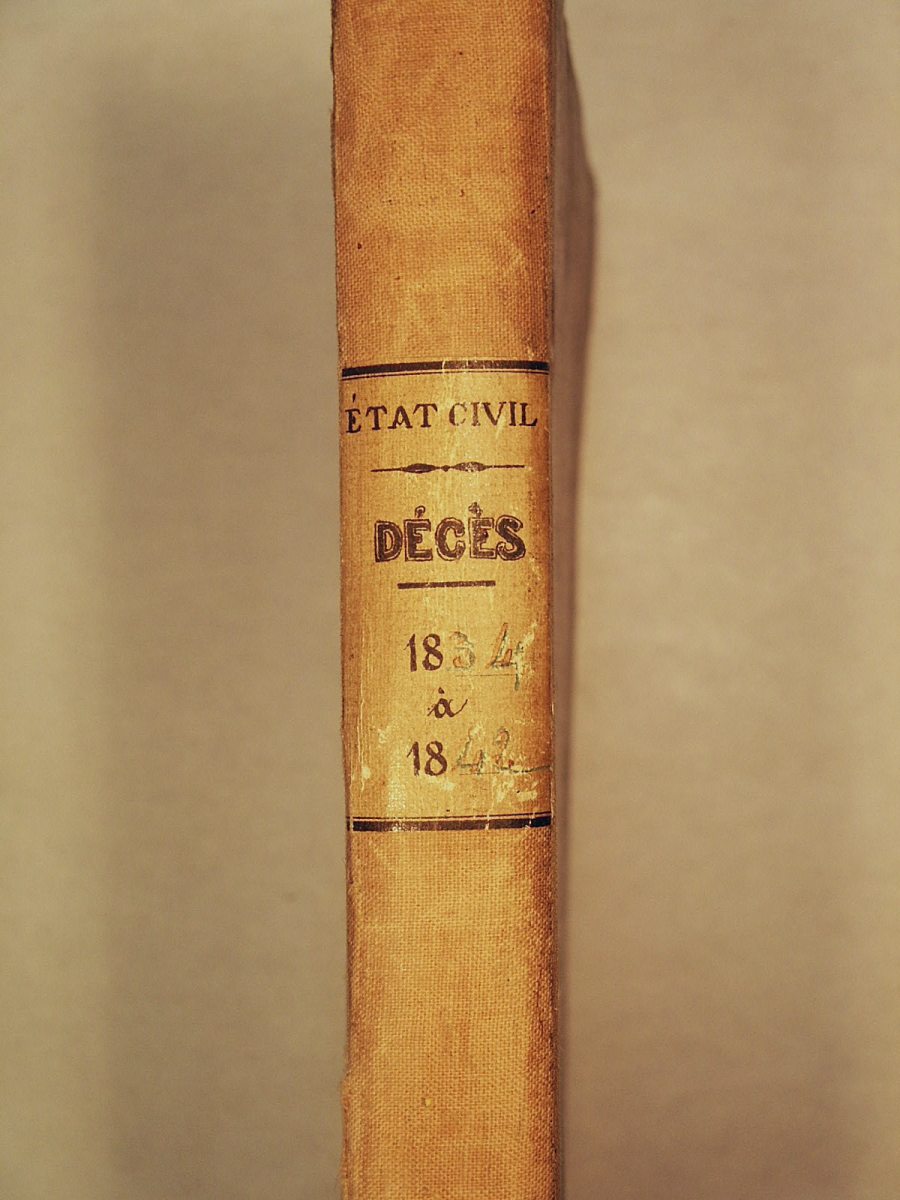 ÉTAT CIVIL
DÉCÈS
1834
à
1842